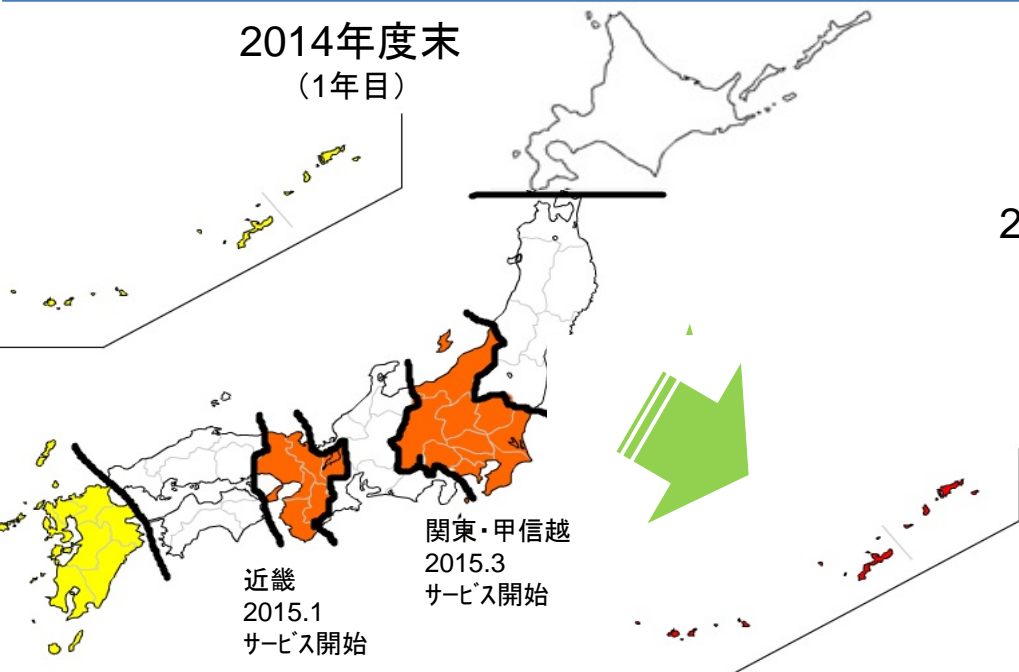 2014年度末
（1年目）
2
関東・甲信越
2015.3
サービス開始
近畿
2015.1
サービス開始